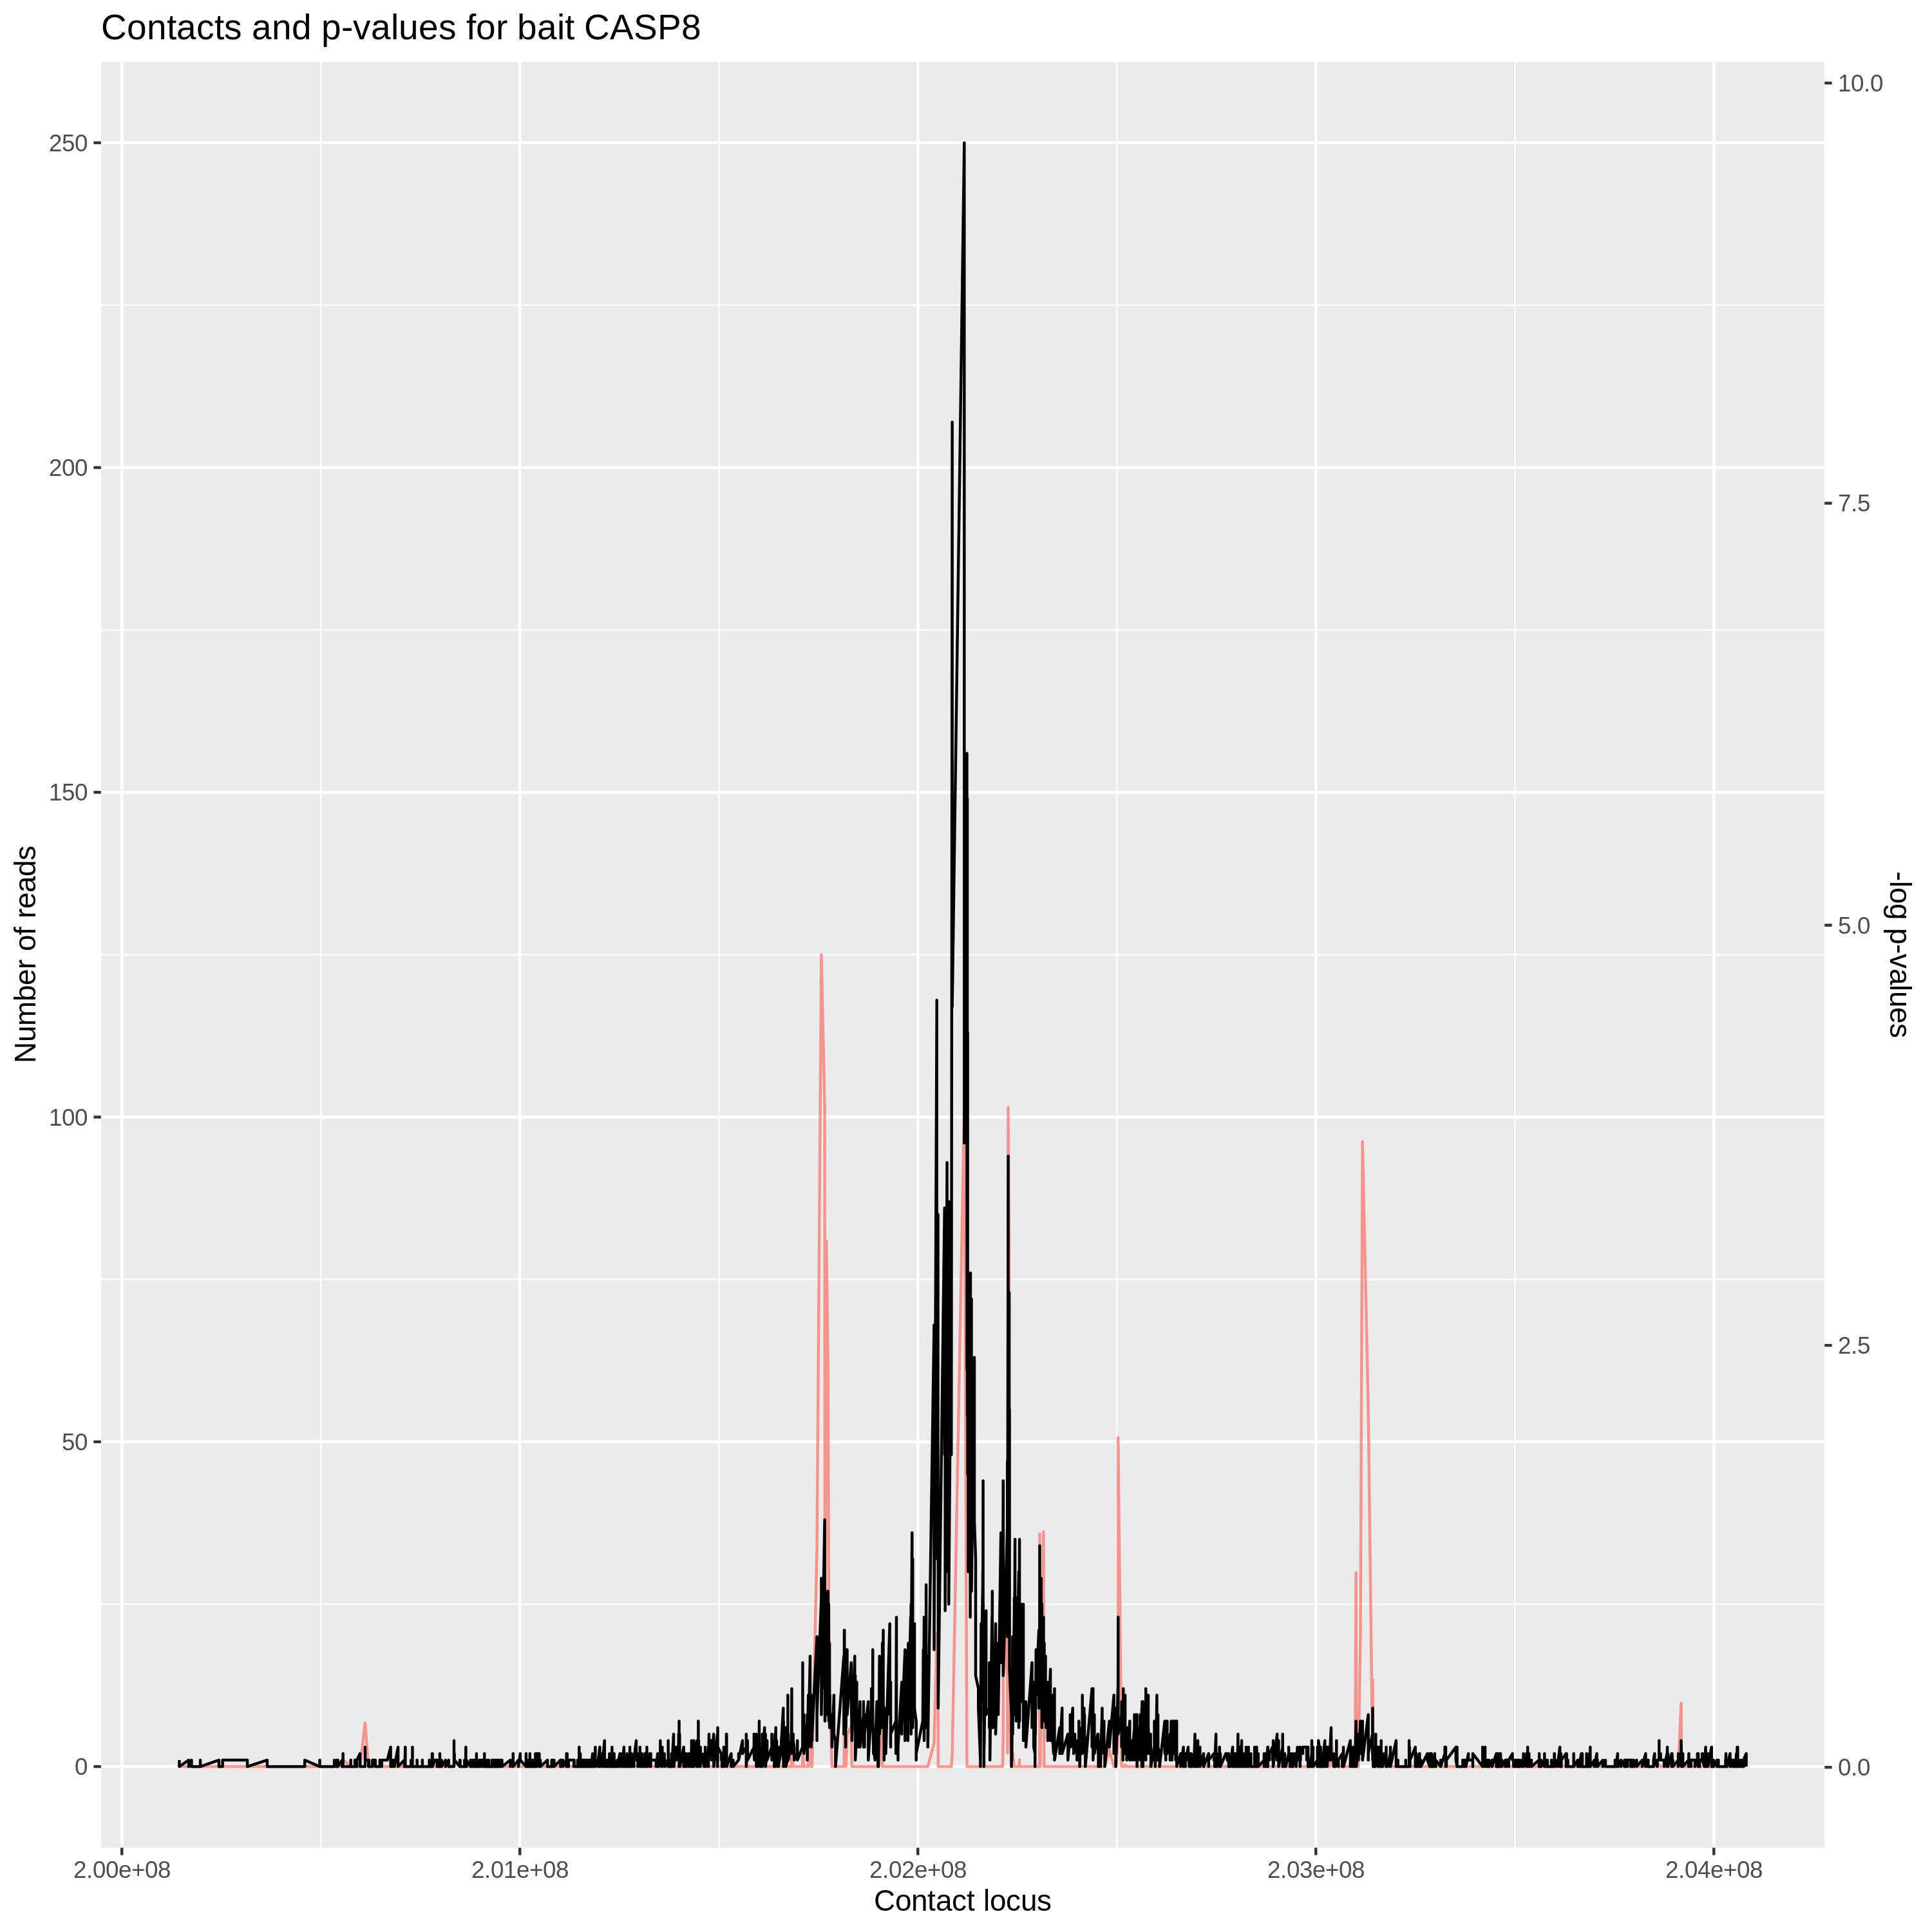 Contacts and p-values for bait CASP8
250
200
150
100
50
0
Number of reads
10.0
7.5
5.0
2.5
0.0
-log p-values
2.00e+08
2.01e+08
2.02e+08
2.03e+08
2.04e+08
Contact locus